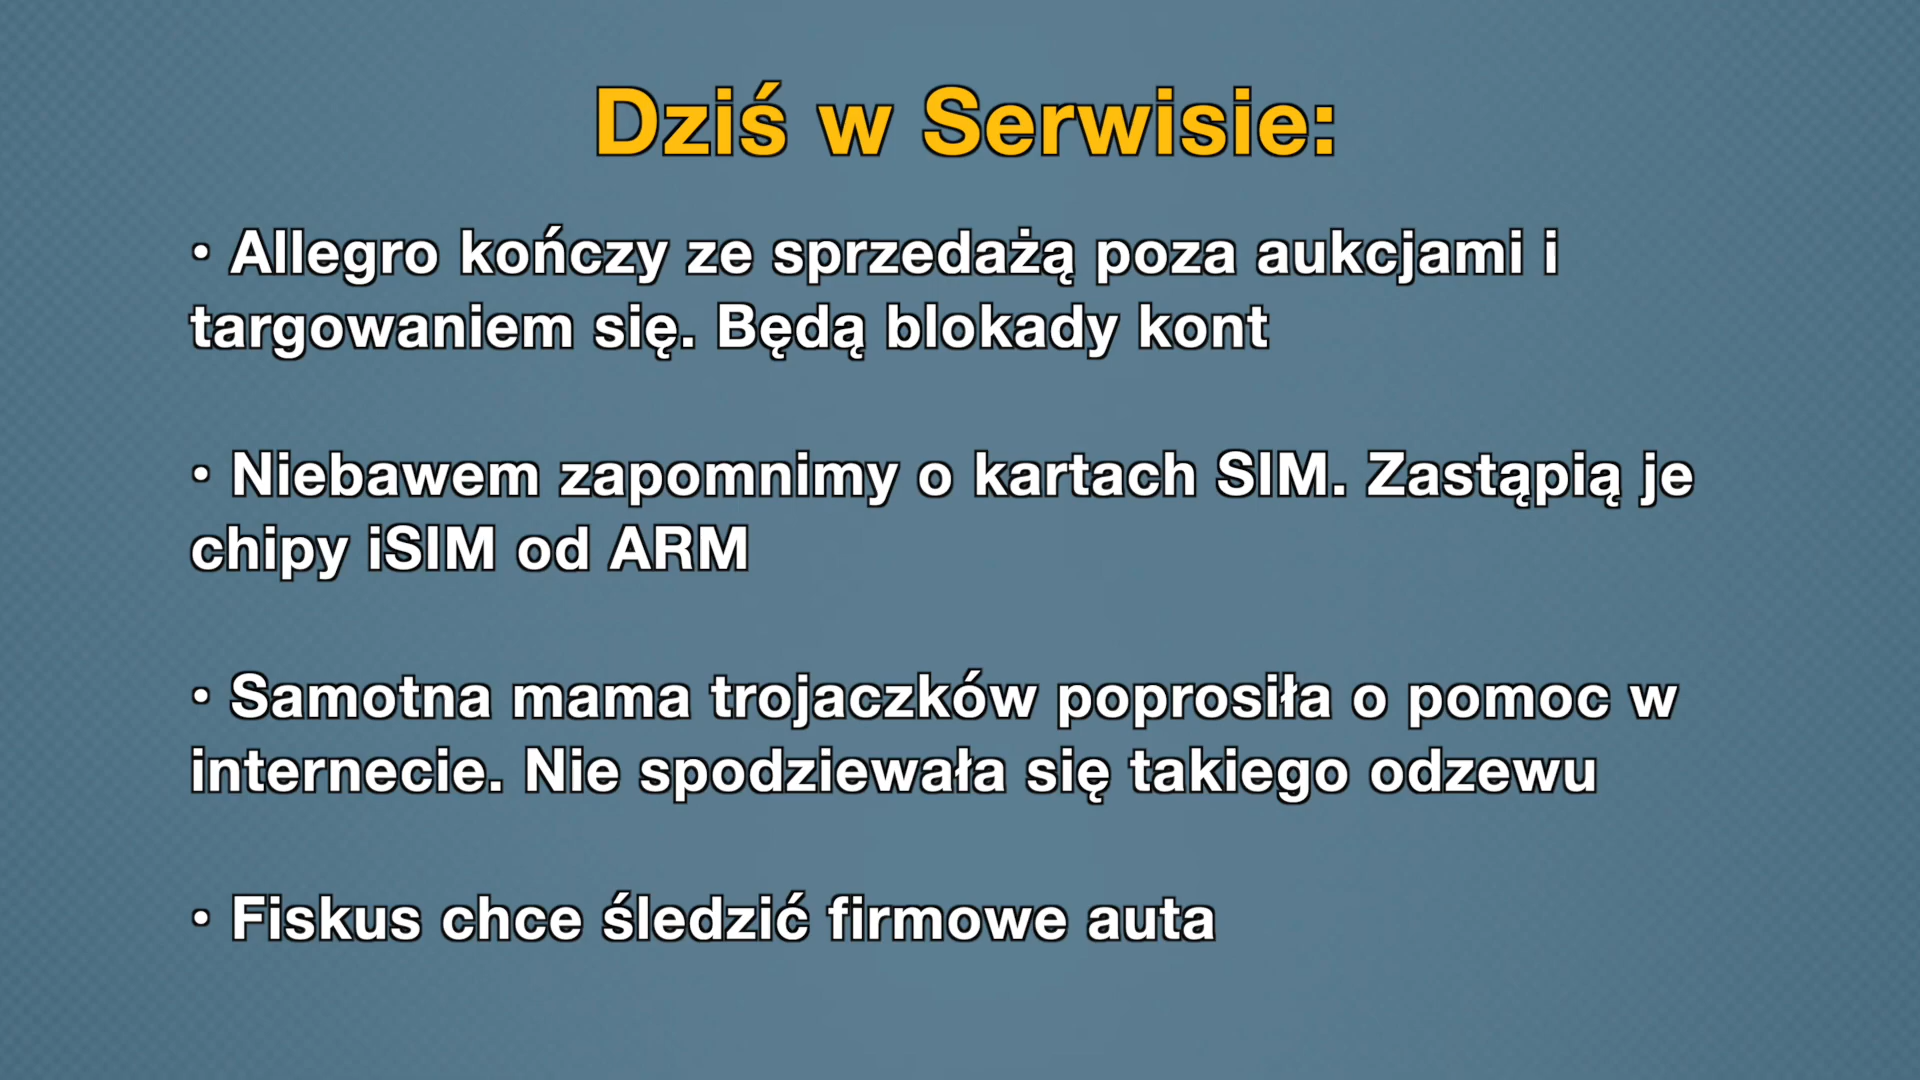 Dziś w Serwisie:
• Allegro kończy ze sprzedażą poza aukcjami i
targowaniem się. Będą blokady kont
• Niebawem zapomnimy o kartach SIM. Zastąpią je
chipy iSIM od ARM
• Samotna mama trojaczków poprosiła o pomoc w
internecie. Nie spodziewała się takiego odzewu
• Fiskus chce śledzić firmowe auta